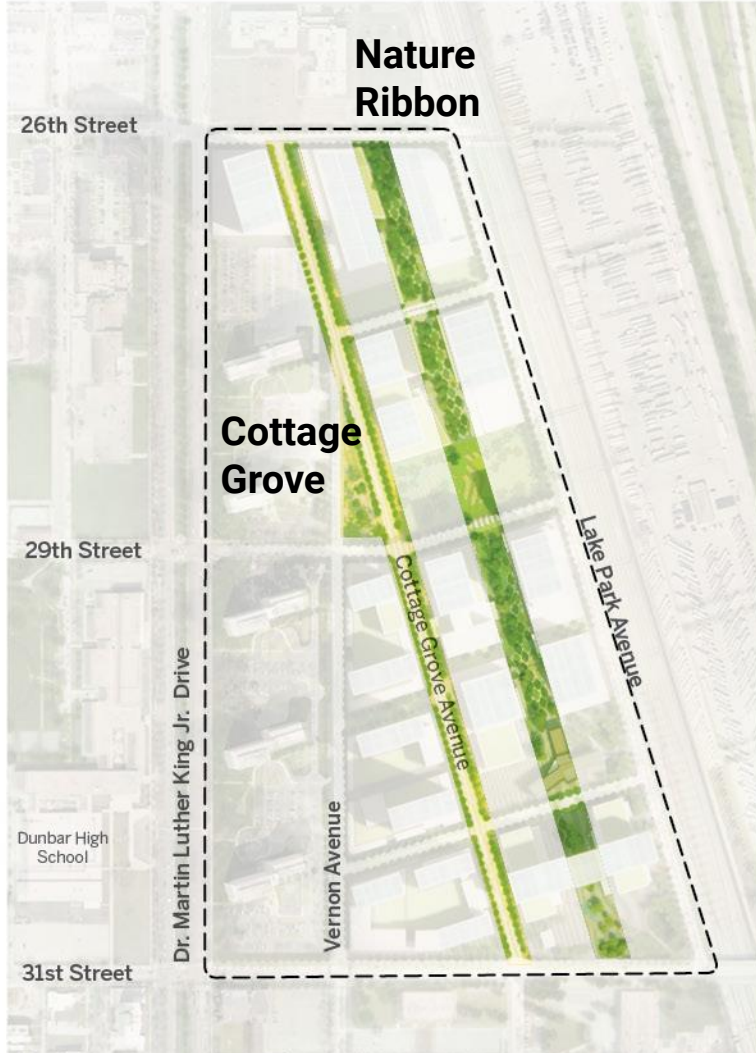 Nature
Ribbon
26th Street
Cottage
Grove
29th Street
Lake Park Avenue
Cottage Grove Avenue
Dr. Martin Luther King Jr. Drive
Vernon Avenue
Dunbar High
School
31st Street